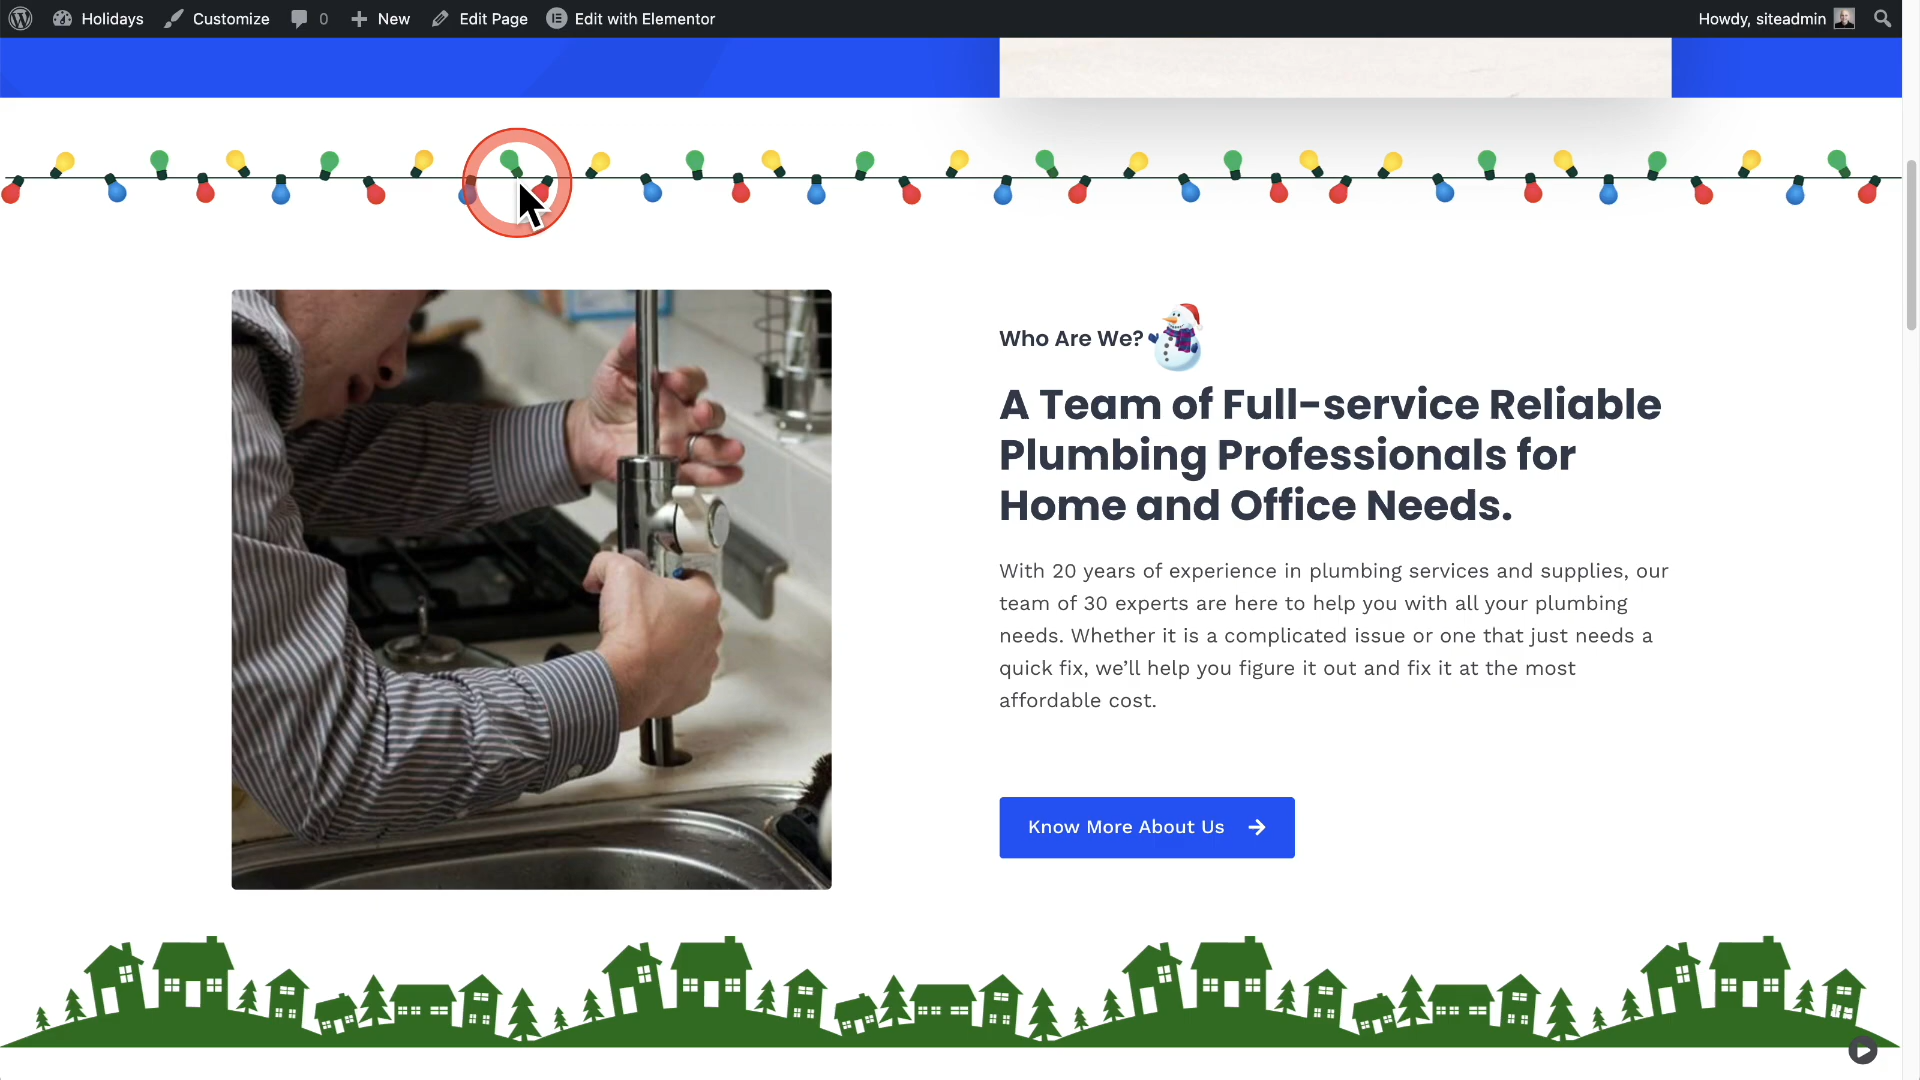 Holidays Customize 0 New Edit Page Edit with Elementor Howdy, siteadmin
Who Are We?
A Team of Full-service Reliable
Plumbing Professionals for
Home and Office Needs.
With 20 years of experience in plumbing services and supplies, our
team of 30 experts are here to help you with all your plumbing
needs. Whether it is a complicated issue or one that just needs a
quick fix, we’ll help you figure it out and fix it at the most
affordable cost.
Know More About Us